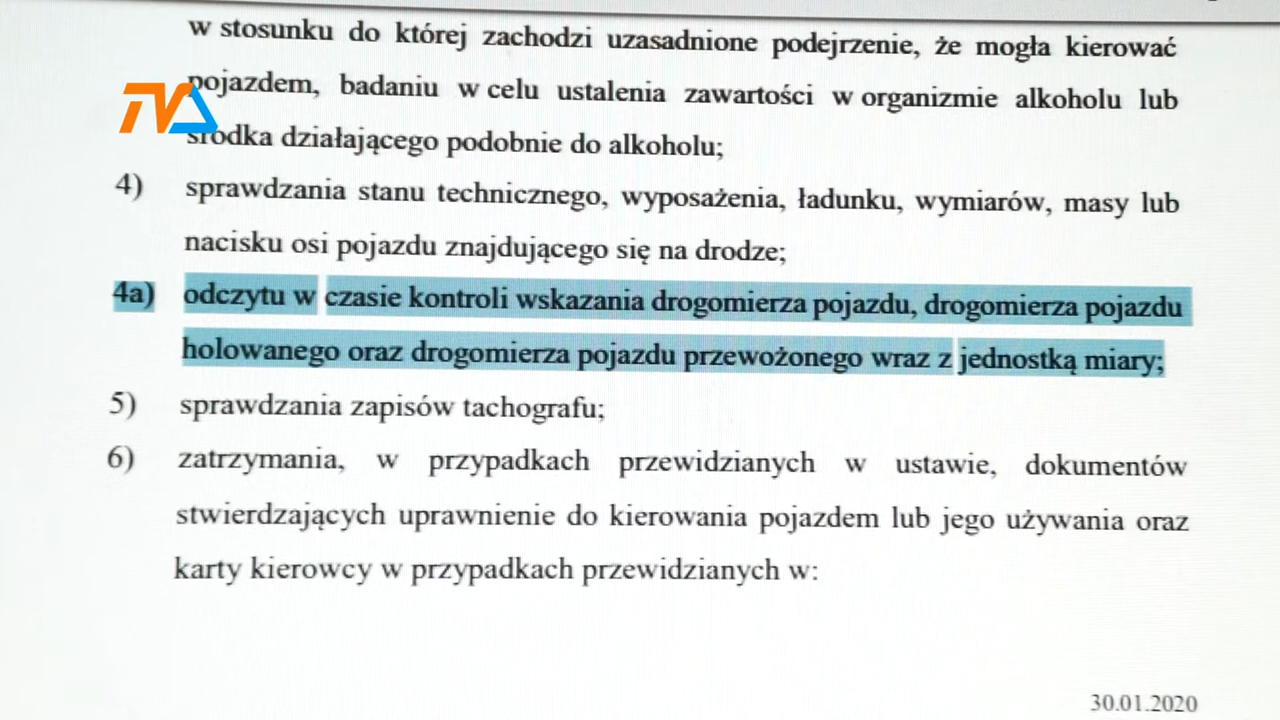 w stosunku do której zachodzi uzasadnione podejrzenie, że mogła kierować
pojazdem, badaniu w celu ustalenia zawartości w organizmie alkoholu lub
TVA
środka działającego podobnie do alkoholu;
4) sprawdzania stanu technicznego, wyposażenia, ładunku, wymiarów, masy lub
nacisku osi pojazdu znajdującego się na drodze;
4a) odczytu w czasie kontroli wskazania drogomierza pojazdu, drogomierza pojazdu
holowanego oraz drogomierza pojazdu przewożonego wraz z jednostką miary;
5) sprawdzania zapisów tachografu;
6) zatrzymania, w przypadkach przewidzianych w ustawie, dokumentów
stwierdzających uprawnienie do kierowania pojazdem lub jego używania oraz
karty kierowcy w przypadkach przewidzianych w:
30.01.2020